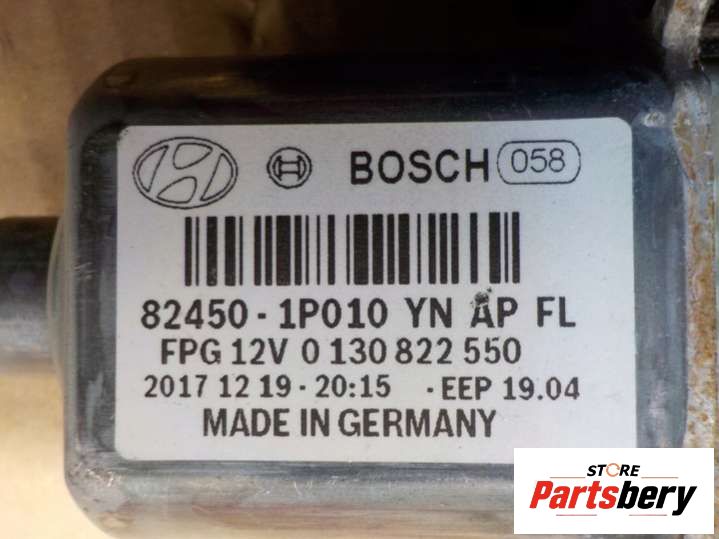 BOSCH 058
82450-1P010 YN AP FL
FPG 12V 0 130 822 550
2017 12 19 - 20:15 - EEP 19.04
MADE IN GERMANY
STORE
Partsbery